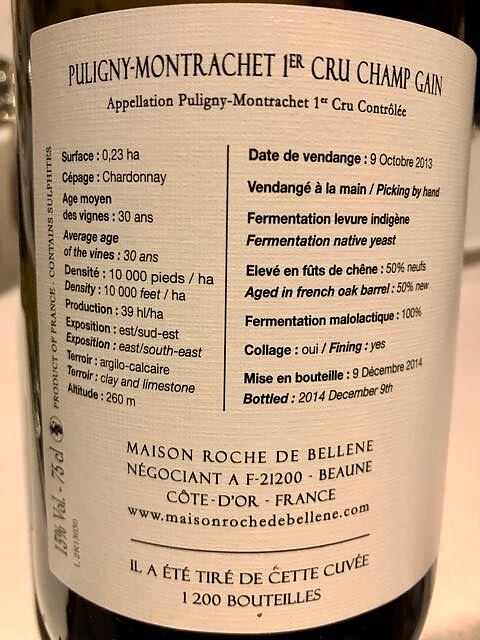 PULIGNY-MONTRACHET 1ER CRU CHAMP GAIN
Appellation Puligny-Montrachet 1er Cru Contrôlée
Surface : 0,23 ha
Cépage : Chardonnay
Age moyen
des vignes : 30 ans
Average age
of the vines : 30 ans
Densité : 10 000 pieds / ha
Density : 10 000 feet / ha
Production : 39 hl/ha
Exposition : est/sud-est
Exposition : east/south-east
Terroir : argilo-calcaire
Terroir : clay and limestone
Altitude : 260 m
Date de vendange : 9 Octobre 2013
Vendangé à la main / Picking by hand
Fermentation levure indigène
Fermentation native yeast
Elevé en fûts de chêne : 50% neufs
Aged in french oak barrel : 50% new
Fermentation malolactique : 100%
Collage : oui / Fining : yes
Mise en bouteille : 9 Décembre 2014
Bottled : 2014 December 9th
PRODUCT OF FRANCE - CONTAINS SULPHITES
13% Vol. - 75 cl
MAISON ROCHE DE BELLENE
NÉGOCIANT A F-21200 - BEAUNE
CÔTE-D'OR - FRANCE
www.maisonrochedebellene.com
IL A ÉTÉ TIRÉ DE CETTE CUVÉE
1 200 BOUTEILLES